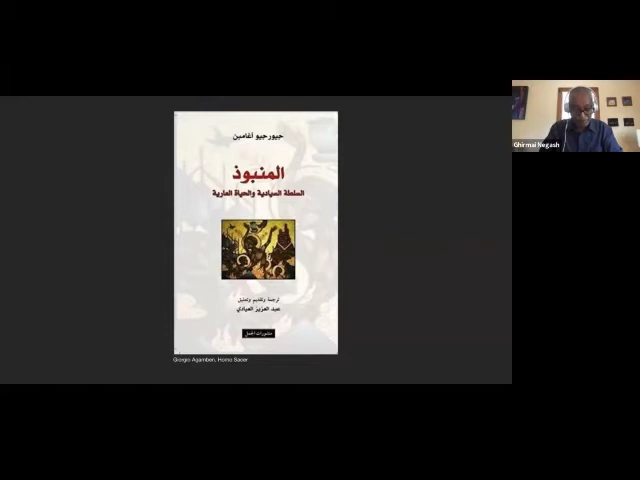 جيورجيو أغامبن
المنبوذ
السلطة السيادية والحياة العارية
ترجمة وتقديم وتعليق
عبد العزيز العيادي
منشورات الجمل
Giorgio Agamben, Homo Sacer
Ghirmai Negash